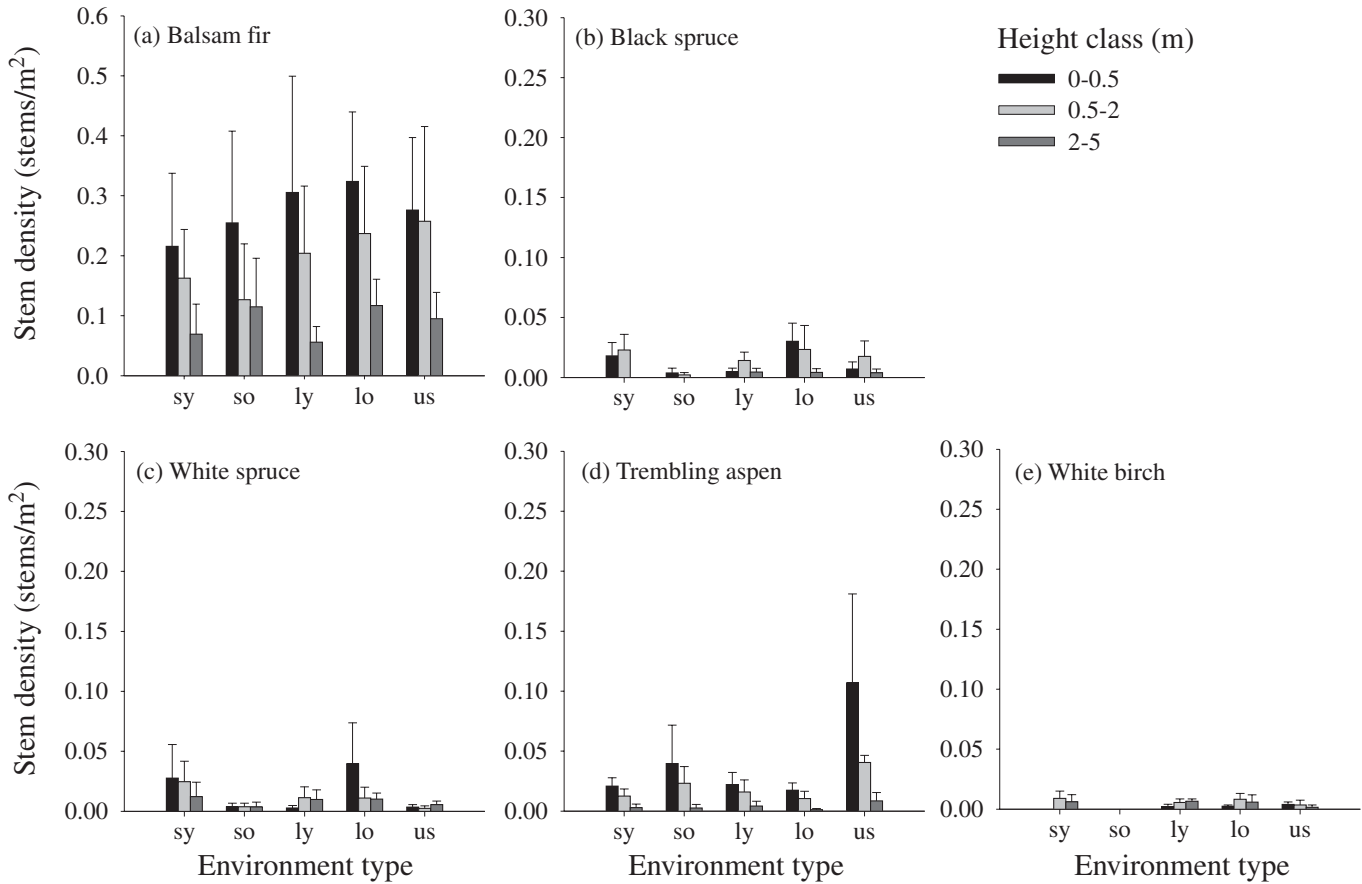 (a) Balsam fir
Stem density (stems/m²)
0.6
0.5
0.4
0.3
0.2
0.1
0.0
sy so ly lo us
(b) Black spruce
0.30
0.25
0.20
0.15
0.10
0.05
0.00
sy so ly lo us
Height class (m)
0-0.5
0.5-2
2-5
(c) White spruce
Stem density (stems/m²)
0.30
0.25
0.20
0.15
0.10
0.05
0.00
sy so ly lo us
Environment type
(d) Trembling aspen
0.30
0.25
0.20
0.15
0.10
0.05
0.00
sy so ly lo us
Environment type
(e) White birch
0.30
0.25
0.20
0.15
0.10
0.05
0.00
sy so ly lo us
Environment type